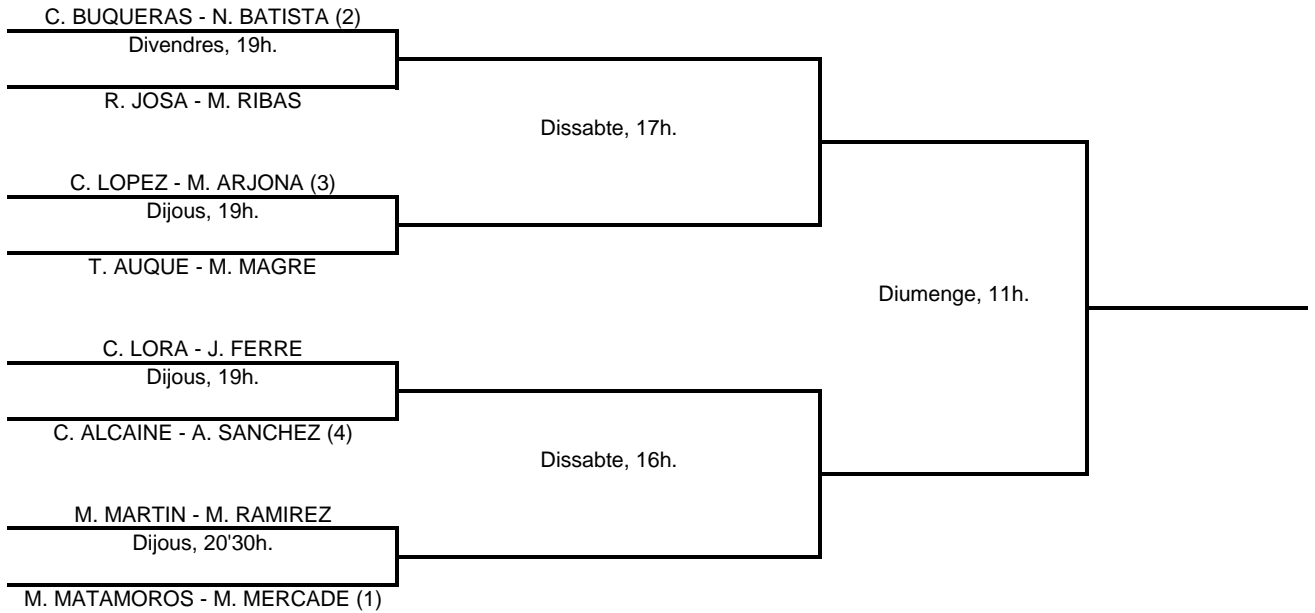 C. BUQUERAS - N. BATISTA (2)
Divendres, 19h.
R. JOSA - M. RIBAS
Dissabte, 17h.
C. LOPEZ - M. ARJONA (3)
Dijous, 19h.
T. AUQUE - M. MAGRE
Diumenge, 11h.
C. LORA - J. FERRE
Dijous, 19h.
C. ALCAINE - A. SANCHEZ (4)
Dissabte, 16h.
M. MARTIN - M. RAMIREZ
Dijous, 20'30h.
M. MATAMOROS - M. MERCADE (1)